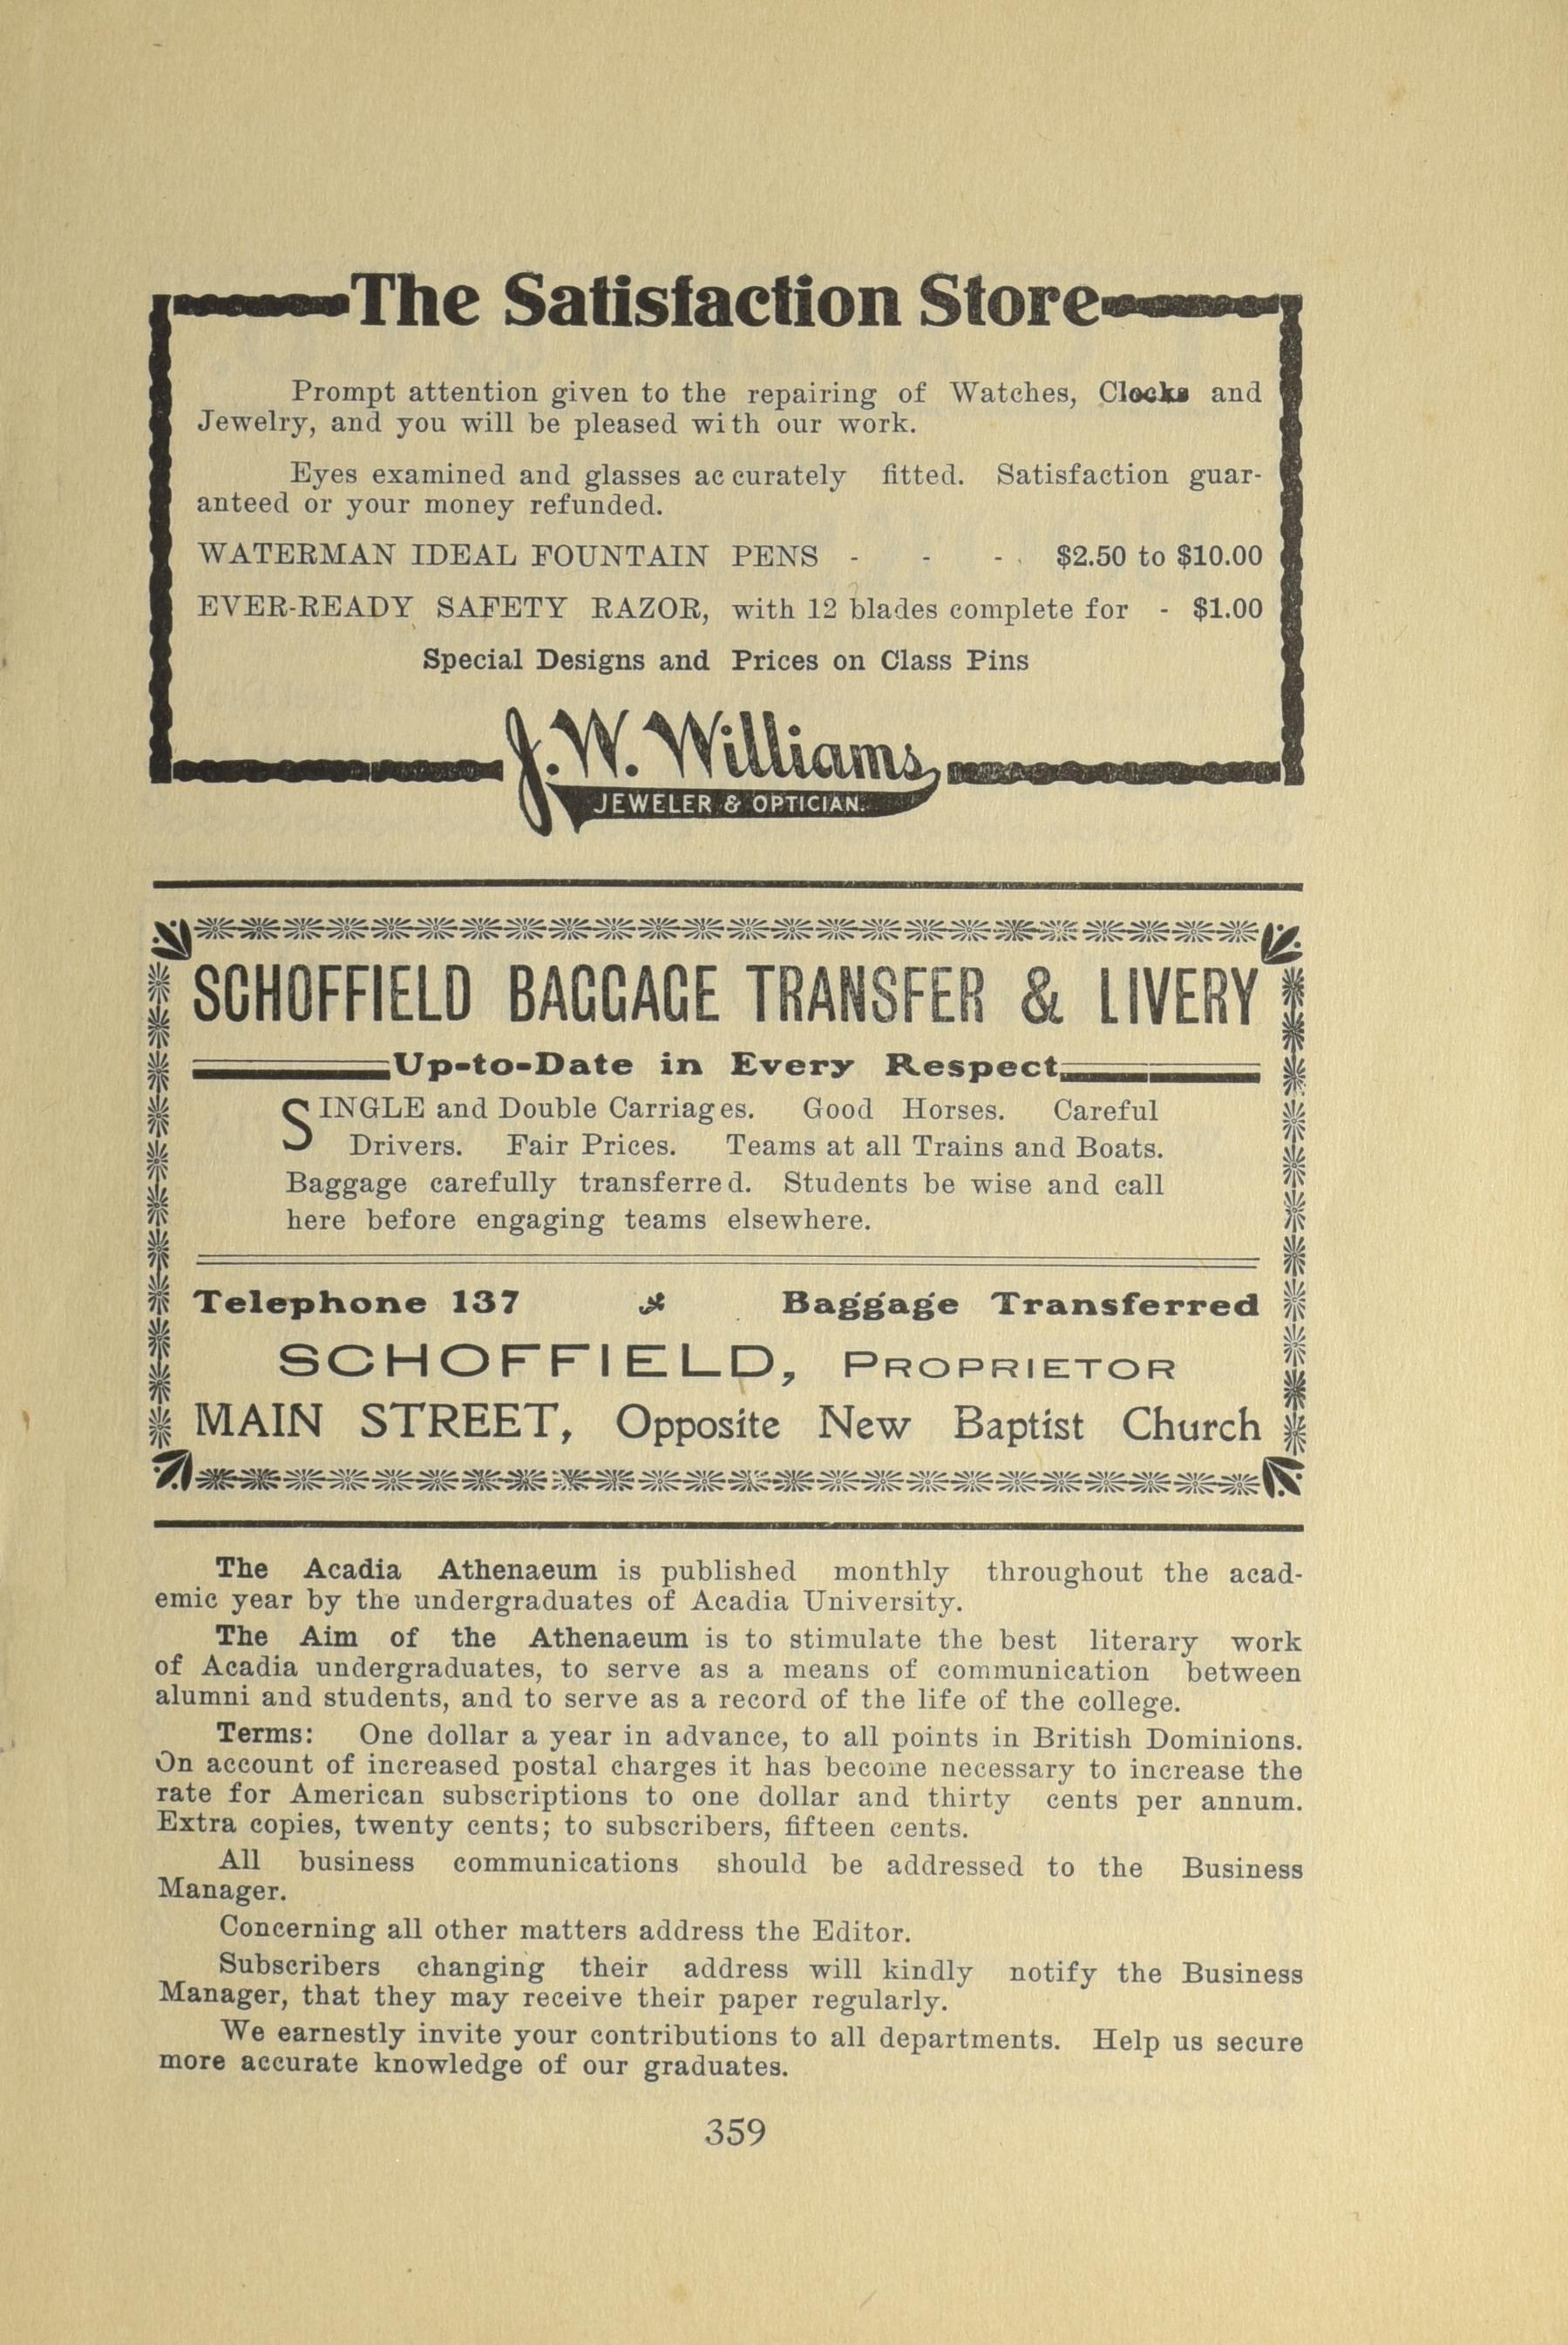 The Satisfaction Store
Prompt attention given to the repairing of Watches, Clocks and
Jewelry, and you will be pleased with our work.
Eyes examined and glasses accurately fitted. Satisfaction guar-
anteed or your money refunded.
WATERMAN IDEAL FOUNTAIN PENS - - - $2.50 to $10.00
EVER-READY SAFETY RAZOR, with 12 blades complete for - $1.00
Special Designs and Prices on Class Pins
J. W. Williams
JEWELER & OPTICIAN.
SCHOFFIELD BAGGAGE TRANSFER & LIVERY
Up-to-Date in Every Respect
SINGLE and Double Carriages. Good Horses. Careful
Drivers. Fair Prices. Teams at all Trains and Boats.
Baggage carefully transferred. Students be wise and call
here before engaging teams elsewhere.
Telephone 137 Baggage Transferred
SCHOFFIELD, PROPRIETOR
MAIN STREET, Opposite New Baptist Church
The Acadia Athenaeum is published monthly throughout the acad-
emic year by the undergraduates of Acadia University.
The Aim of the Athenaeum is to stimulate the best literary work
of Acadia undergraduates, to serve as a means of communication between
alumni and students, and to serve as a record of the life of the college.
Terms: One dollar a year in advance, to all points in British Dominions.
On account of increased postal charges it has become necessary to increase the
rate for American subscriptions to one dollar and thirty cents per annum.
Extra copies, twenty cents; to subscribers, fifteen cents.
All business communications should be addressed to the Business
Manager.
Concerning all other matters address the Editor.
Subscribers changing their address will kindly notify the Business
Manager, that they may receive their paper regularly.
We earnestly invite your contributions to all departments. Help us secure
more accurate knowledge of our graduates.
359